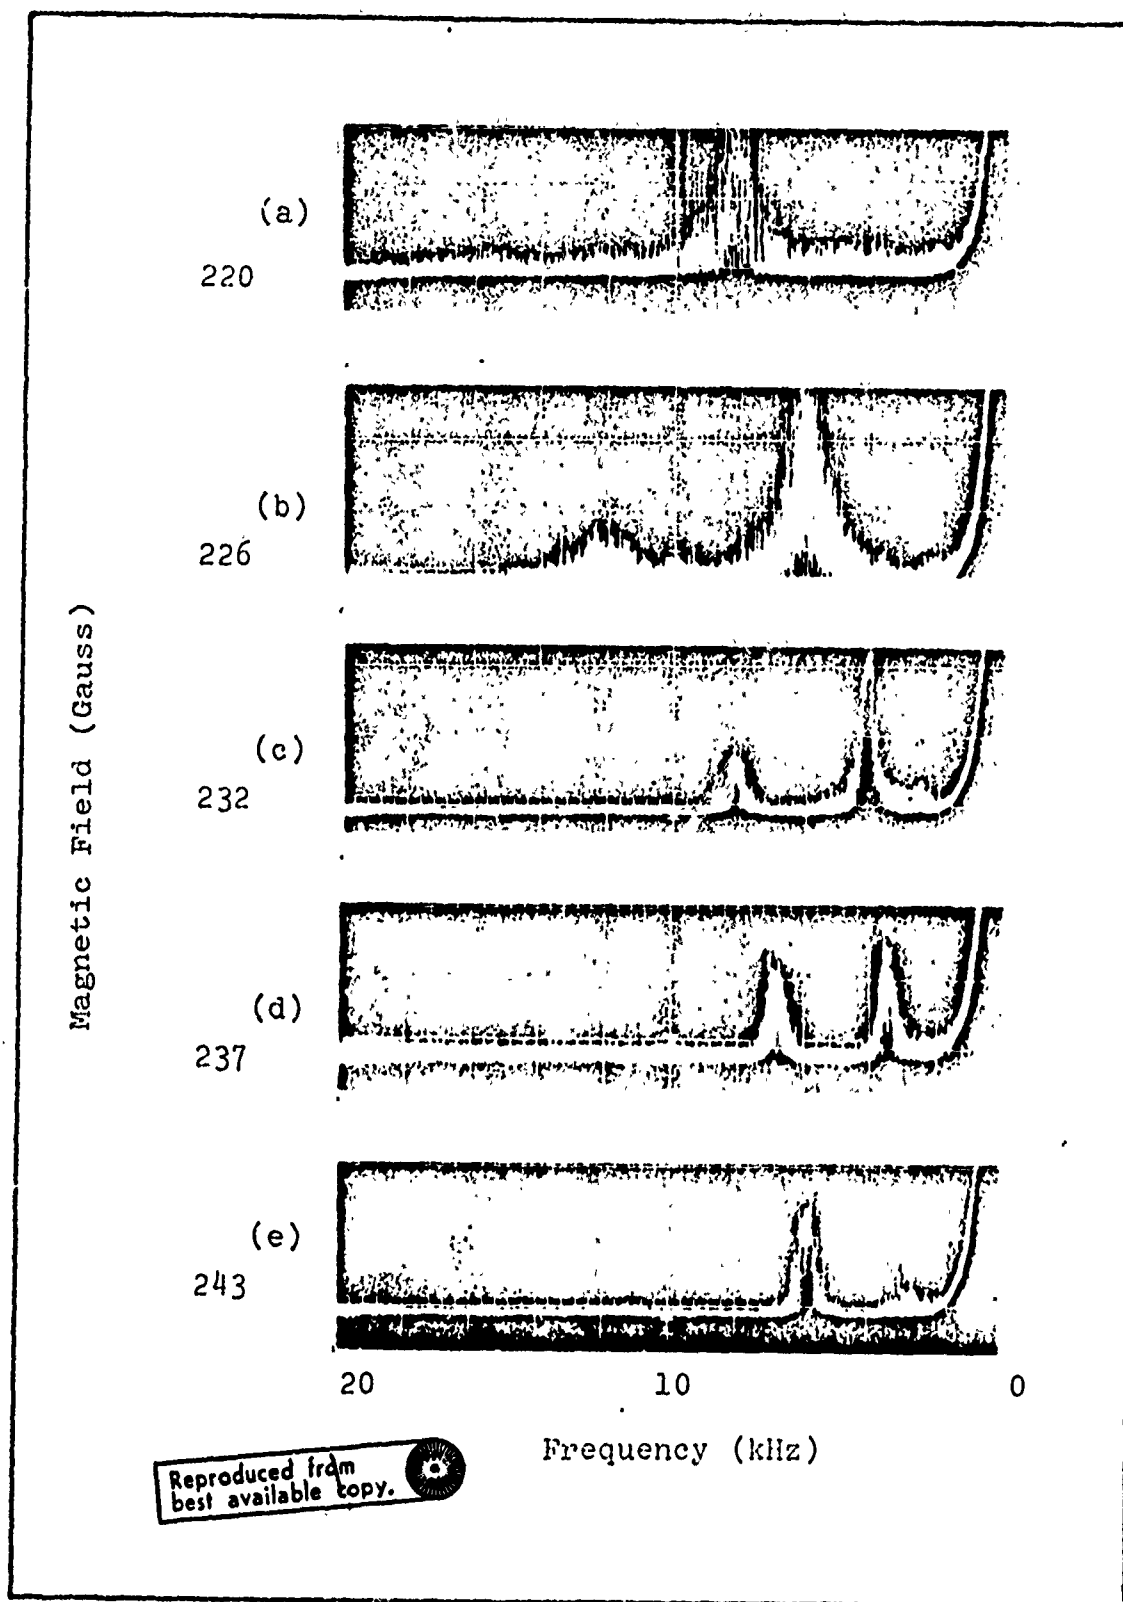 (a)
220
(b)
226
Magnetic Field (Gauss)
(c)
232
(d)
237
(e)
243
20 10 0
Frequency (kHz)
Reproduced from
best available copy.